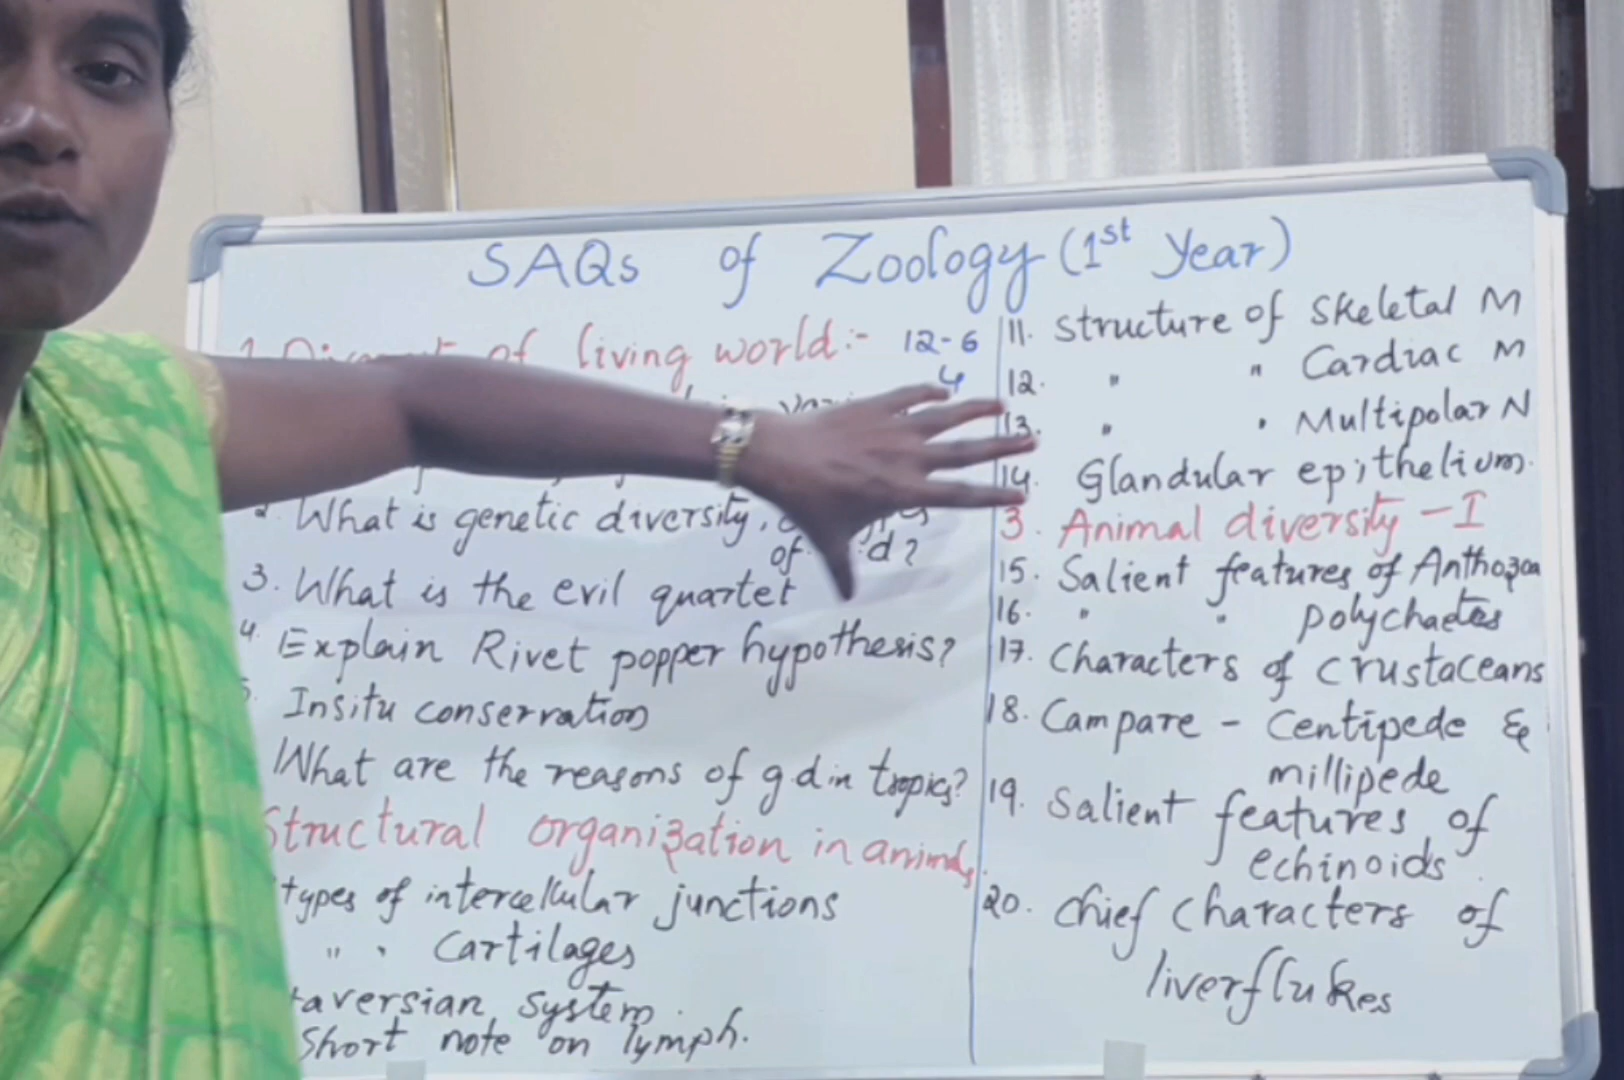 SAQs of Zoology (1st Year)
of living world:- 12-6
4
2. What is genetic diversity,
of d?
3. What is the evil quartet
4. Explain Rivet popper hypothesis?
Insitu conservation
What are the reasons of g d in tropics?
Structural organization in animals
types of intercellular junctions
" " Cartilages
aversian system.
Short note on lymph.
11. Structure of Skeletal M
12. " " Cardiac M
13. " " Multipolar N
14. Glandular epithelium.
3. Animal diversity - I
15. Salient features of Anthozoa
16. " " polychaetes
17. Characters of crustaceans
18. Campare - Centipede &
millipede
19. Salient features of
echinoids.
20. Chief characters of
liverflukes